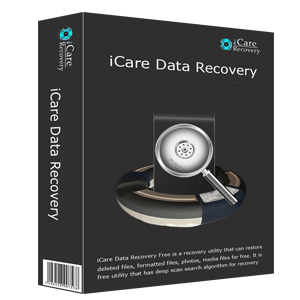 iCare
Recovery
iCare
Recovery
iCare Data Recovery
iCare Data Recovery
iCare Data Recovery Free is a recovery utility that can restore
deleted files, formatted files, photos, media files for free. It is
free utility that has deep scan search algorithm for recovery